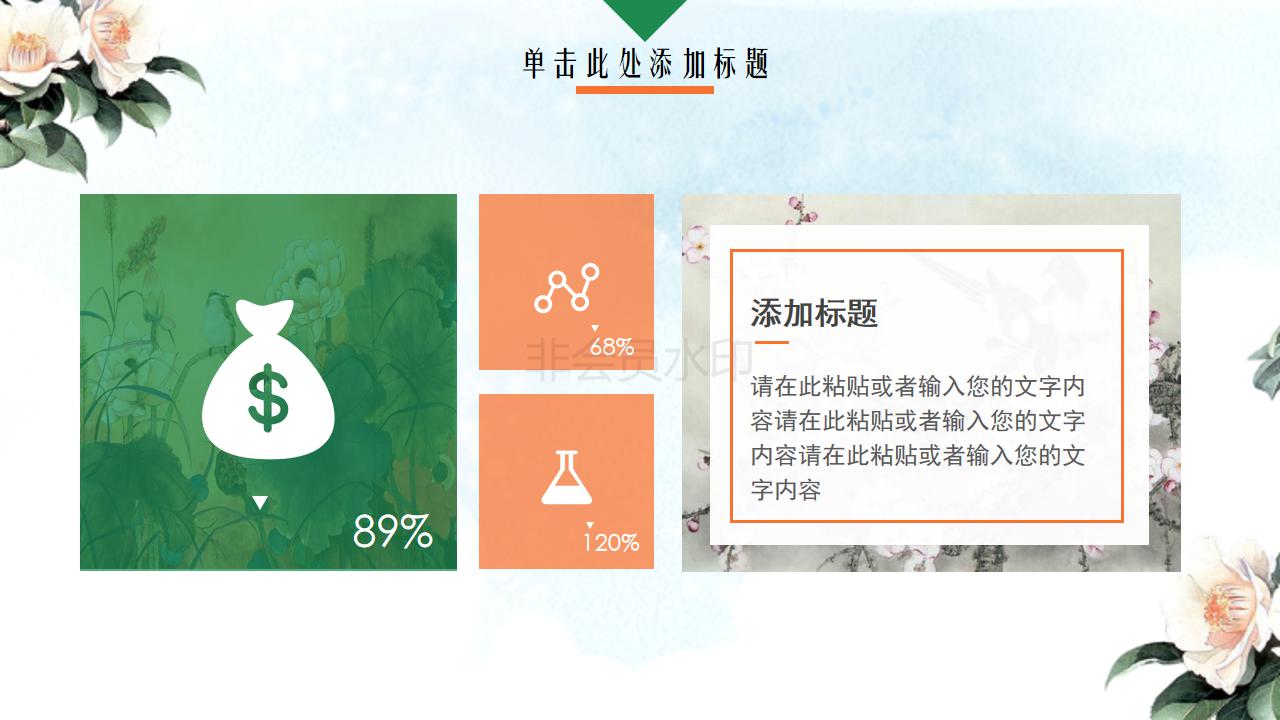 单击此处添加标题
89%
68%
120%
添加标题
请在此粘贴或者输入您的文字内
容请在此粘贴或者输入您的文字
内容请在此粘贴或者输入您的文
字内容
非会员水印